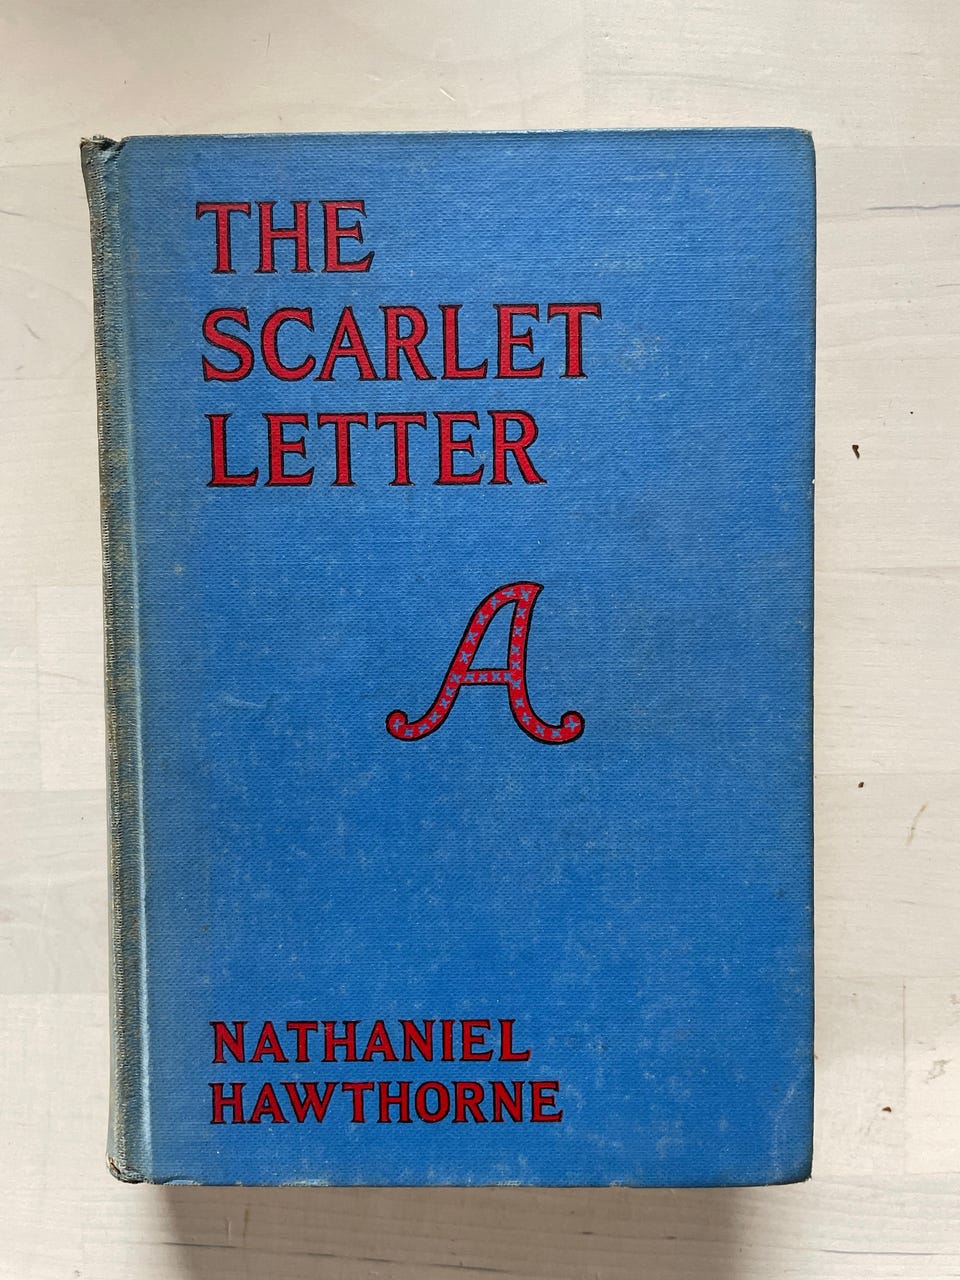 THE
SCARLET
LETTER
A
NATHANIEL
HAWTHORNE